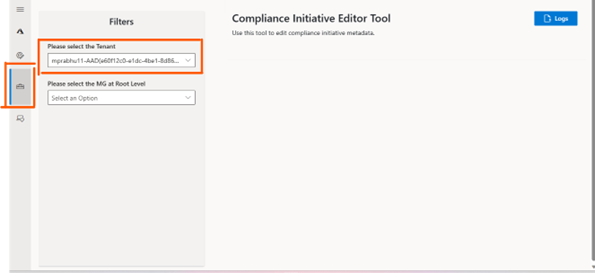 Filters
Please select the Tenant
mprabhu11-AAD(e60f12c0-e1dc-4be1-8d86...
Please select the MG at Root Level
Select an Option
Compliance Initiative Editor Tool
Use this tool to edit compliance initiative metadata.
Logs